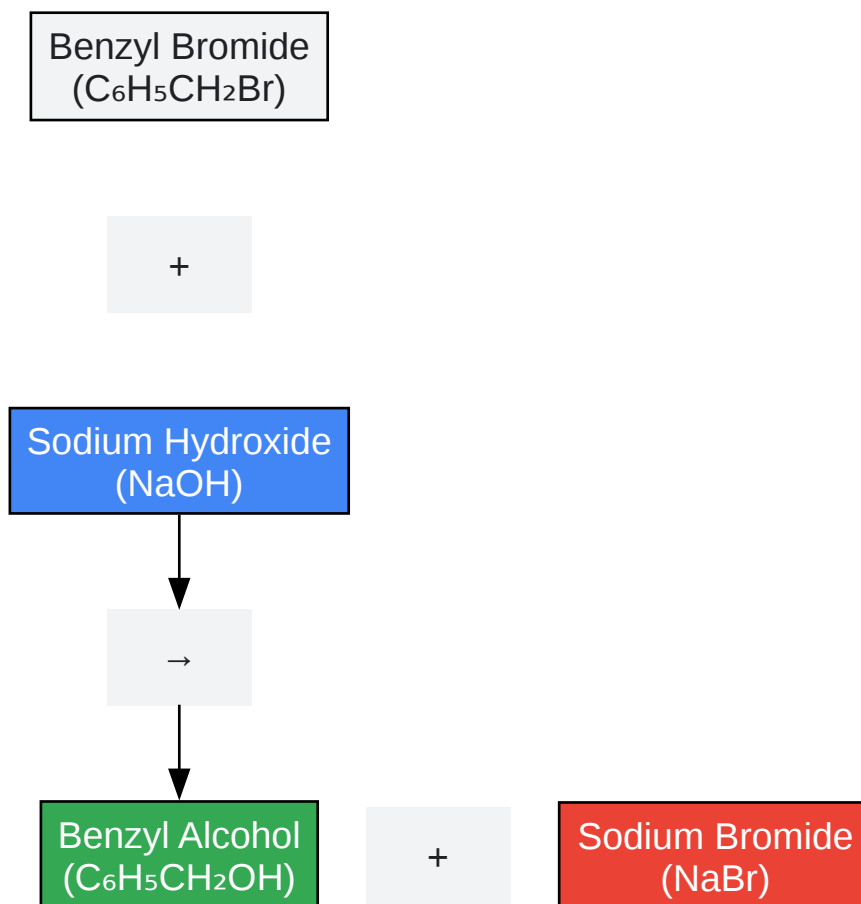 Benzyl Bromide
(C₆H₅CH₂Br)
+
Sodium Hydroxide
(NaOH)
→
Benzyl Alcohol
(C₆H₅CH₂OH)
+
Sodium Bromide
(NaBr)